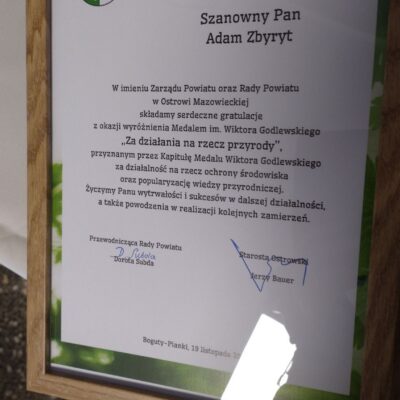 Szanowny Pan
Adam Zbyryt
W imieniu Zarządu Powiatu oraz Rady Powiatu
w Ostrowi Mazowieckiej
składamy serdeczne gratulacje
z okazji wyróżnienia Medalem im. Wiktora Godlewskiego
„Za działania na rzecz przyrody”,
przyznanym przez Kapitułę Medalu Wiktora Godlewskiego
za działalność na rzecz ochrony środowiska
oraz popularyzację wiedzy przyrodniczej.
Życzymy Panu wytrwałości i sukcesów w dalszej działalności,
a także powodzenia w realizacji kolejnych zamierzeń.
Przewodnicząca Rady Powiatu
D Subda
Dorota Subda
Starosta Ostrowski
Jerzy Bauer
Boguty-Pianki, 19 listopada